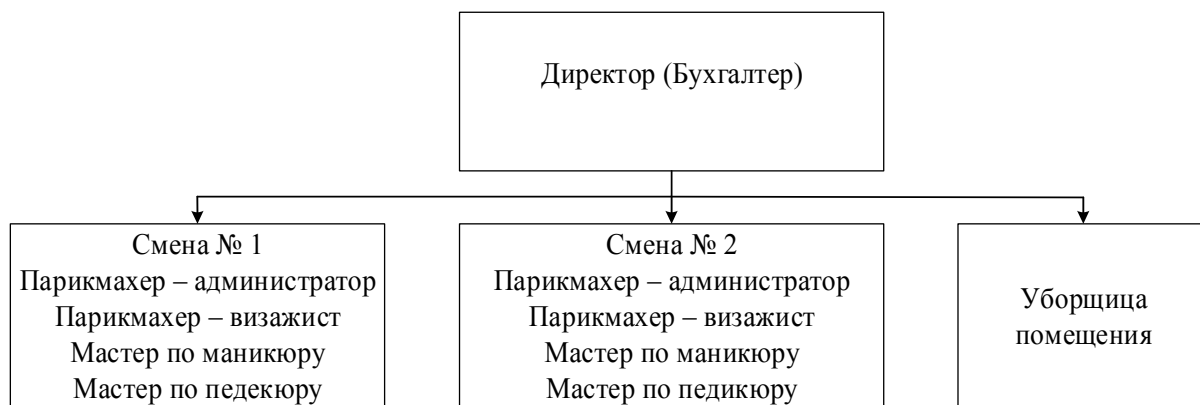 Директор (Бухгалтер)
Смена № 1
Парикмахер – администратор
Парикмахер – визажист
Мастер по маникюру
Мастер по педекюру
Смена № 2
Парикмахер – администратор
Парикмахер – визажист
Мастер по маникюру
Мастер по педикюру
Уборщица
помещения